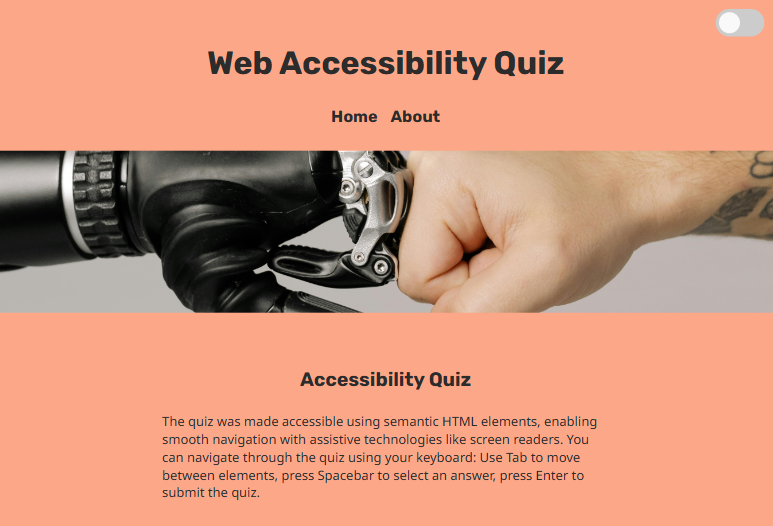 Web Accessibility Quiz
Home About
Accessibility Quiz
The quiz was made accessible using semantic HTML elements, enabling
smooth navigation with assistive technologies like screen readers. You
can navigate through the quiz using your keyboard: Use Tab to move
between elements, press Spacebar to select an answer, press Enter to
submit the quiz.